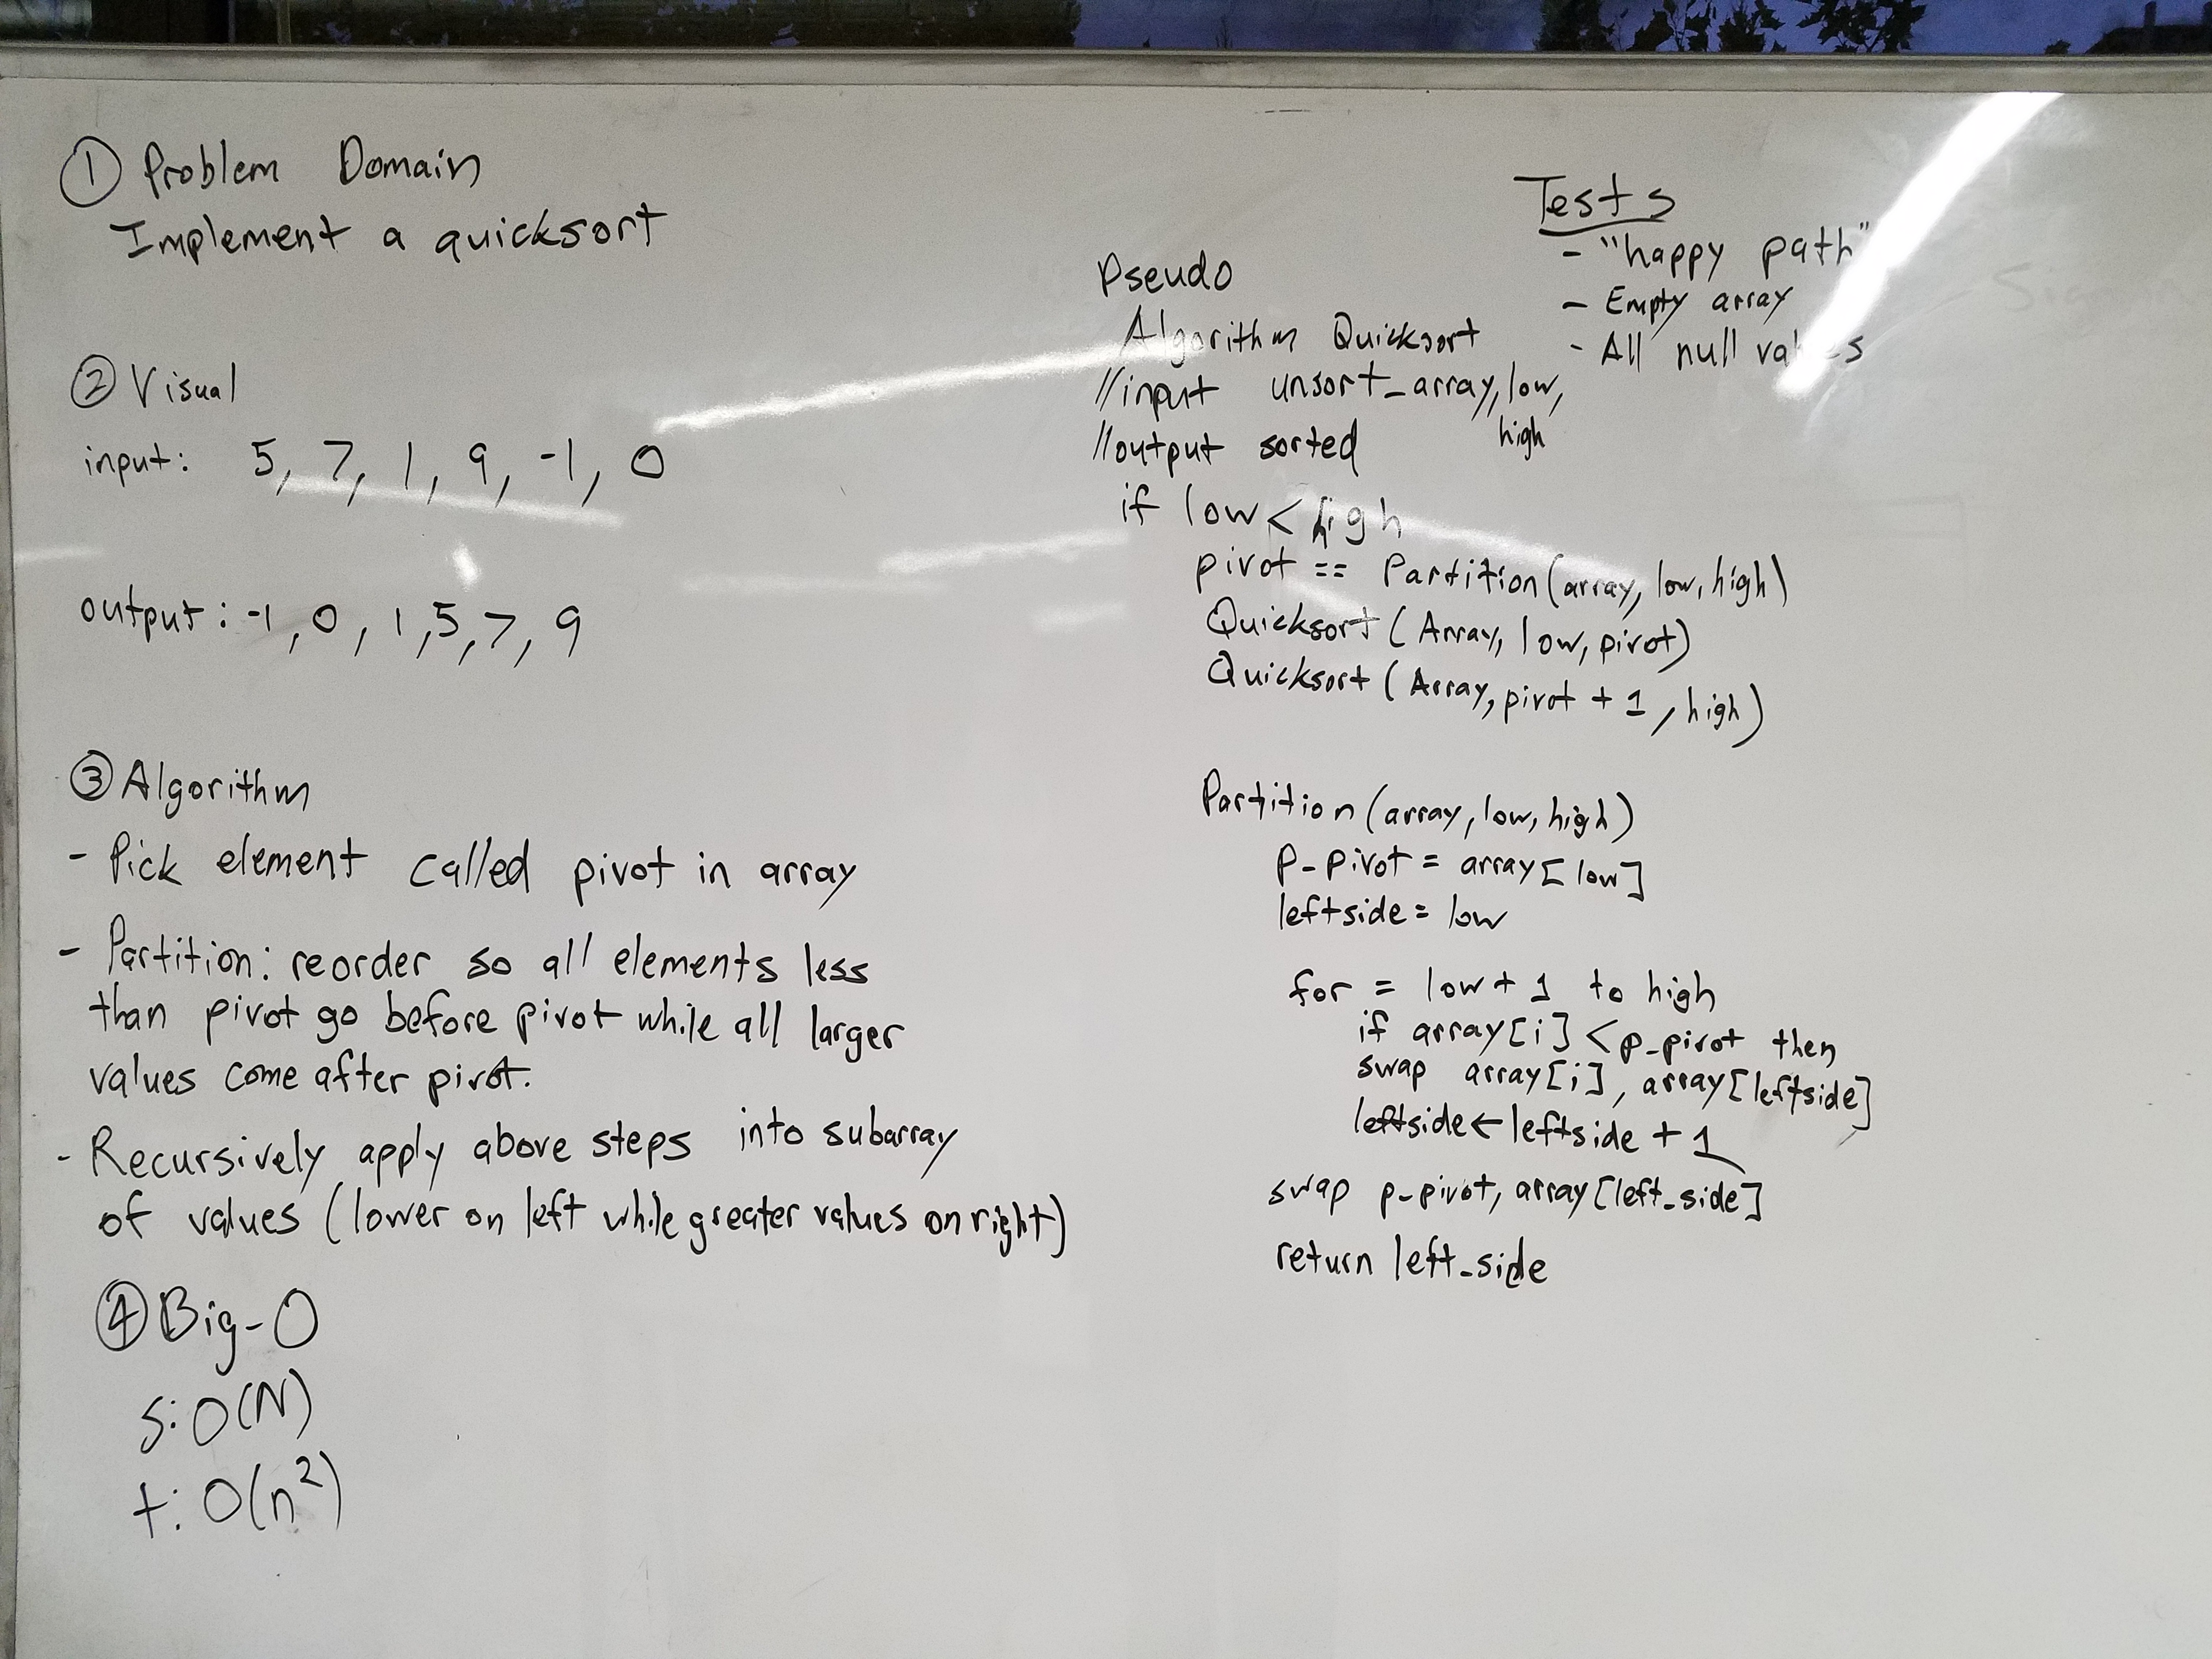 ① Problem Domain
Implement a quicksort
② Visual
input: 5, 7, 1, 9, -1, 0
output: -1, 0, 1, 5, 7, 9
③ Algorithm
- Pick element called pivot in array
- Partition: reorder so all elements less
than pivot go before pivot while all larger
values come after pivot.
- Recursively apply above steps into subarray
of values (lower on left while greater values on right)
④ Big-O
s: O(N)
t: O(n²)
Pseudo
Algorithm Quicksort
//input unsort_array, low,
high
//output sorted
if low < high
pivot == Partition(array, low, high)
Quicksort (Array, low, pivot)
Quicksort (Array, pivot + 1, high)
Partition (array, low, high)
p-pivot = array[low]
leftside = low
for = low + 1 to high
if array[i] < p-pivot then
swap array[i], array[leftside]
leftside ← leftside + 1
swap p-pivot, array[left_side]
return left_side
Tests
- "happy path"
- Empty array
- All null values